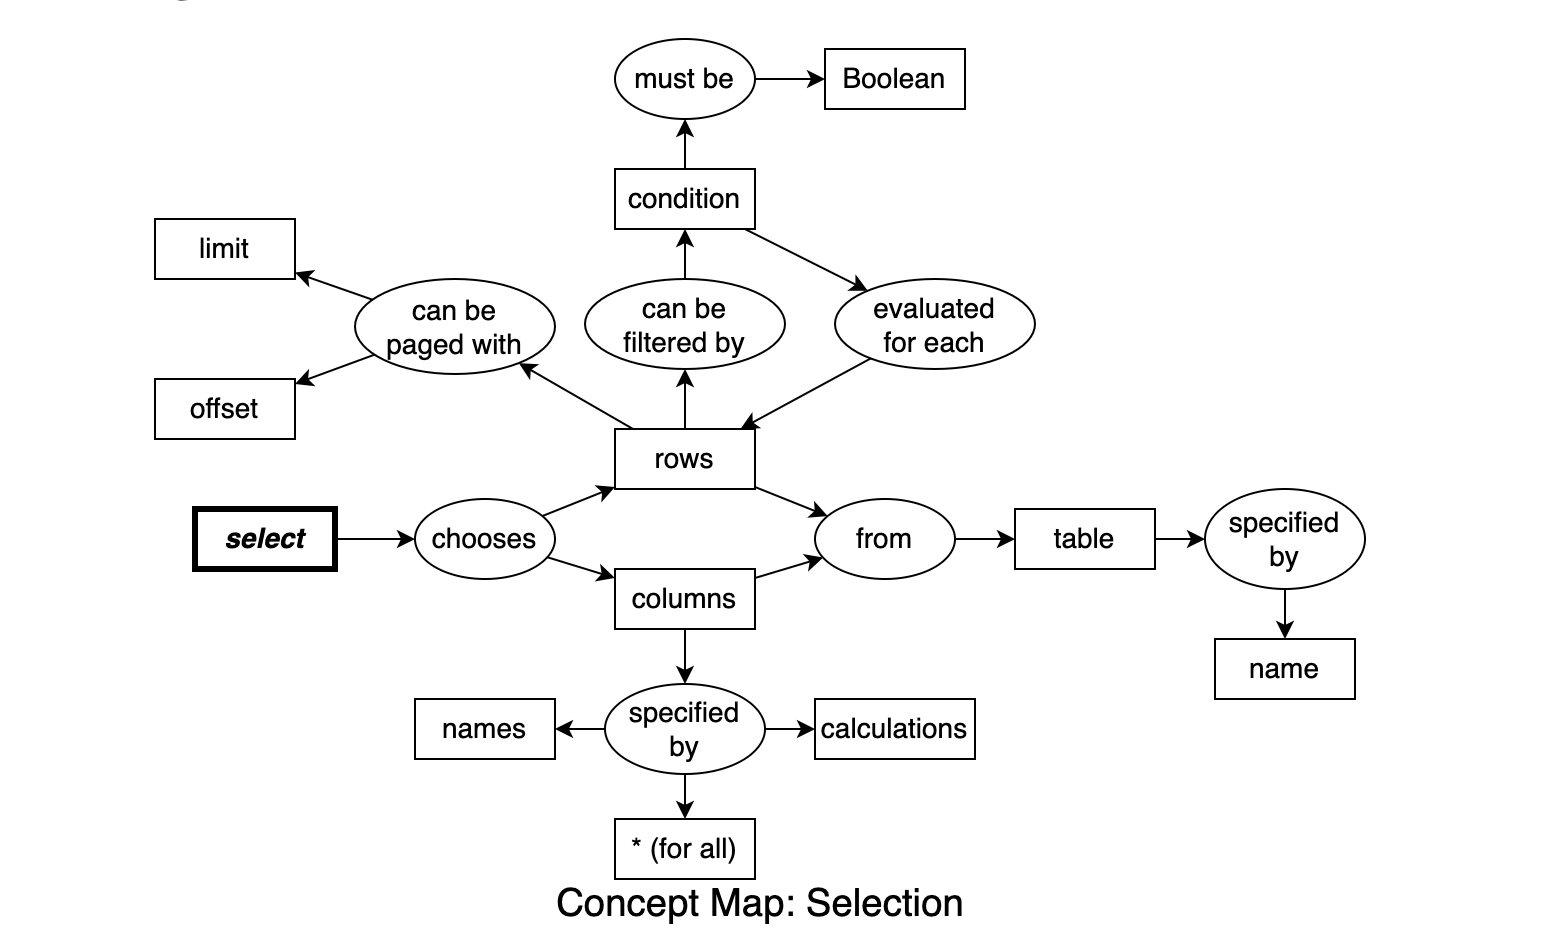 must be
Boolean
condition
limit
can be
paged with
can be
filtered by
evaluated
for each
offset
rows
select
chooses
from
table
specified
by
columns
name
names
specified
by
calculations
* (for all)
Concept Map: Selection